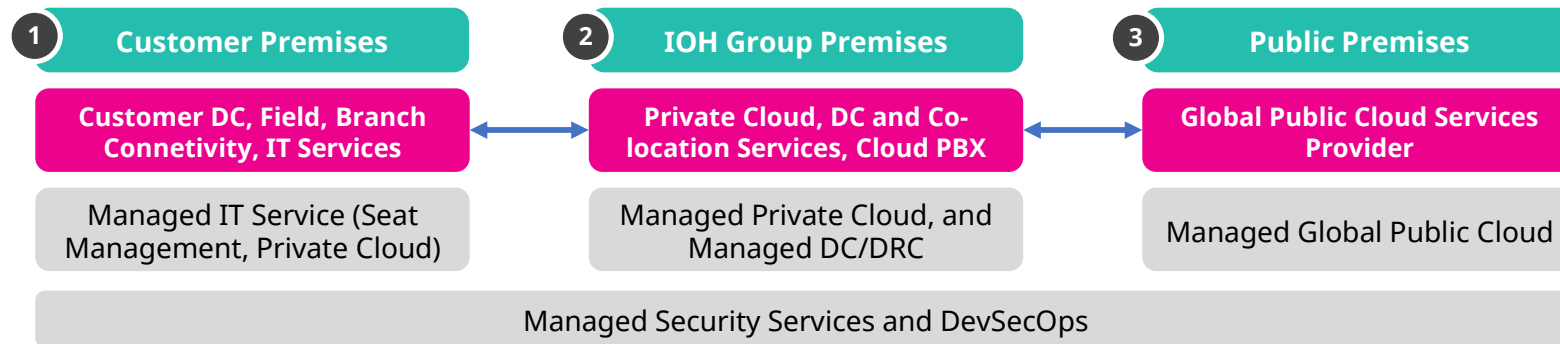 1
Customer Premises
2
IOH Group Premises
3
Public Premises
Customer DC, Field, Branch
Connetivity, IT Services
Private Cloud, DC and Co-
location Services, Cloud PBX
Global Public Cloud Services
Provider
Managed IT Service (Seat
Management, Private Cloud)
Managed Private Cloud, and
Managed DC/DRC
Managed Global Public Cloud
Managed Security Services and DevSecOps